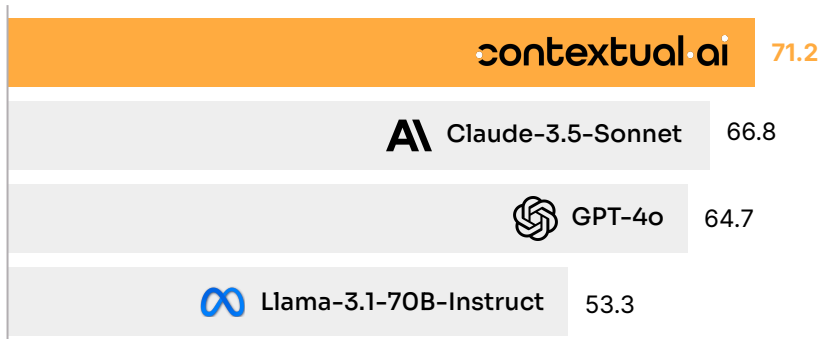 contextual·ai 71.2
Claude-3.5-Sonnet 66.8
GPT-4o 64.7
Llama-3.1-70B-Instruct 53.3